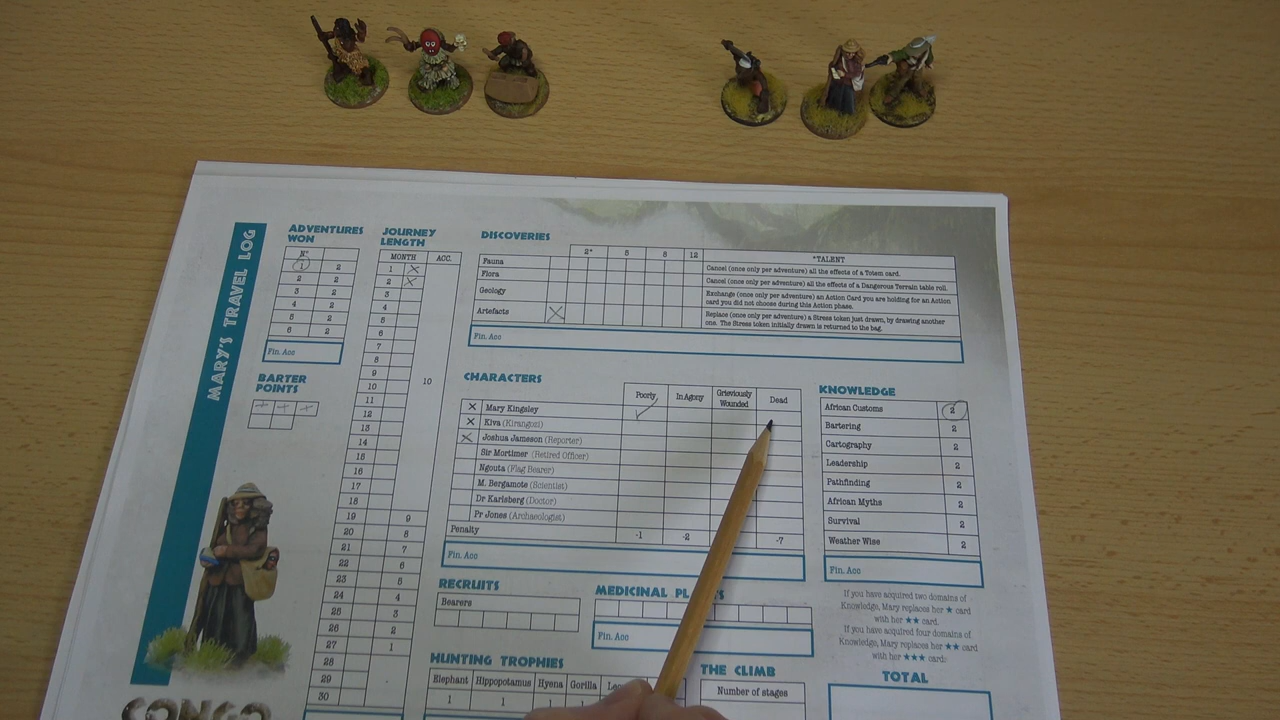 MARY'S TRAVEL LOG
ADVENTURES WON
N°
1 2
2 2
3 2
4 2
5 2
6 2
Fin. Acc
BARTER POINTS
JOURNEY LENGTH
MONTH ACC.
1
2
3
4
5
6
7
8
9
10 10
11
12
13
14
15
16
17
18
19 9
20 8
21 7
22 6
23 5
24 4
25 3
26 2
27 1
28
29
30
DISCOVERIES
2* 5 8 12 *TALENT
Fauna Cancel (once only per adventure) all the effects of a Totem card.
Flora Cancel (once only per adventure) all the effects of a Dangerous Terrain table roll.
Geology Exchange (once only per adventure) an Action Card you are holding for an Action
card you did not choose during this Action phase.
Artefacts Replace (once only per adventure) a Stress token just drawn, by drawing another
one. The Stress token initially drawn is returned to the bag.
Fin. Acc
CHARACTERS
Poorly In Agony Grieviously Wounded Dead
Mary Kingsley
Kiva (Kirangozi)
Joshua Jameson (Reporter)
Sir Mortimer (Retired Officer)
Ngouta (Flag Bearer)
M. Bergamote (Scientist)
Dr Karlsberg (Doctor)
Pr Jones (Archaeologist)
Penalty -1 -2 -7
Fin. Acc
KNOWLEDGE
African Customs 2
Bartering 2
Cartography 2
Leadership 2
Pathfinding 2
African Myths 2
Survival 2
Weather Wise 2
Fin. Acc
If you have acquired two domains of
Knowledge, Mary replaces her ★ card
with her ★★ card.
If you have acquired four domains of
Knowledge, Mary replaces her ★★ card
with her ★★★ card.
TOTAL
RECRUITS
Bearers
MEDICINAL
Fin. Acc
HUNTING TROPHIES
Elephant Hippopotamus Hyena Gorilla
1 1 1
THE CLIMB
Number of stages
CONGO